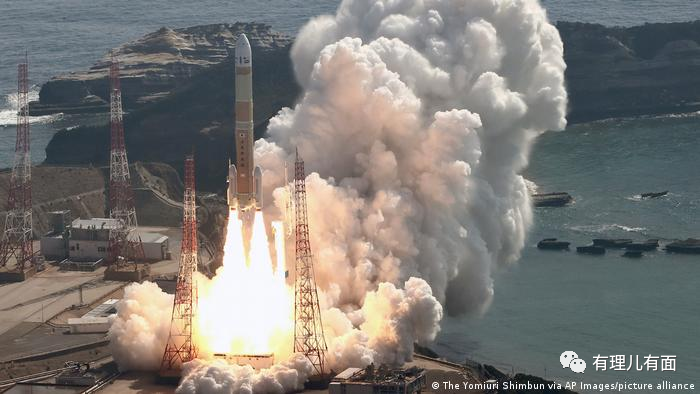 有理儿有面
© The Yomiuri Shimbun via AP Images/picture alliance